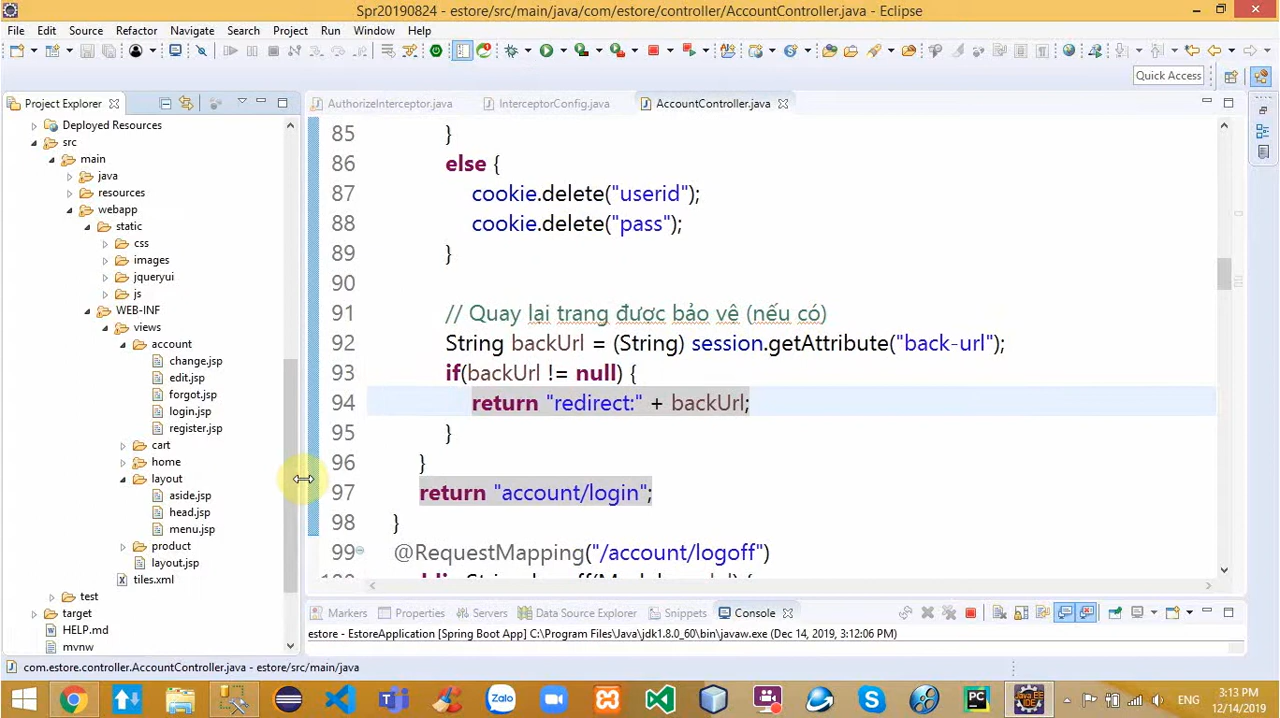 Spr20190824 - estore/src/main/java/com/estore/controller/AccountController.java - Eclipse
File Edit Source Refactor Navigate Search Project Run Tools Window Help
Quick Access
Project Explorer
AuthorizeInterceptor.java InterceptorConfig.java AccountController.java
Deployed Resources
src
main
java
resources
webapp
static
css
images
jqueryui
js
WEB-INF
views
account
change.jsp
edit.jsp
forgot.jsp
login.jsp
register.jsp
cart
home
layout
aside.jsp
head.jsp
menu.jsp
product
layout.jsp
tiles.xml
test
target
HELP.md
mvnw
85 }
86 else {
87 cookie.delete("userid");
88 cookie.delete("pass");
89 }
90
91 // Quay lại trang được bảo vệ (nếu có)
92 String backUrl = (String) session.getAttribute("back-url");
93 if(backUrl != null) {
94 return "redirect:" + backUrl;
95 }
96 }
97 return "account/login";
98 }
99 @RequestMapping("/account/logoff")
Markers Properties Servers Data Source Explorer Snippets Console
estore - EstoreApplication [Spring Boot App] C:\Program Files\Java\jdk1.8.0_60\bin\javaw.exe (Dec 14, 2019, 3:12:06 PM)
com.estore.controller.AccountController.java - estore/src/main/java
Zalo
PC
ENG
3:13 PM
12/14/2019